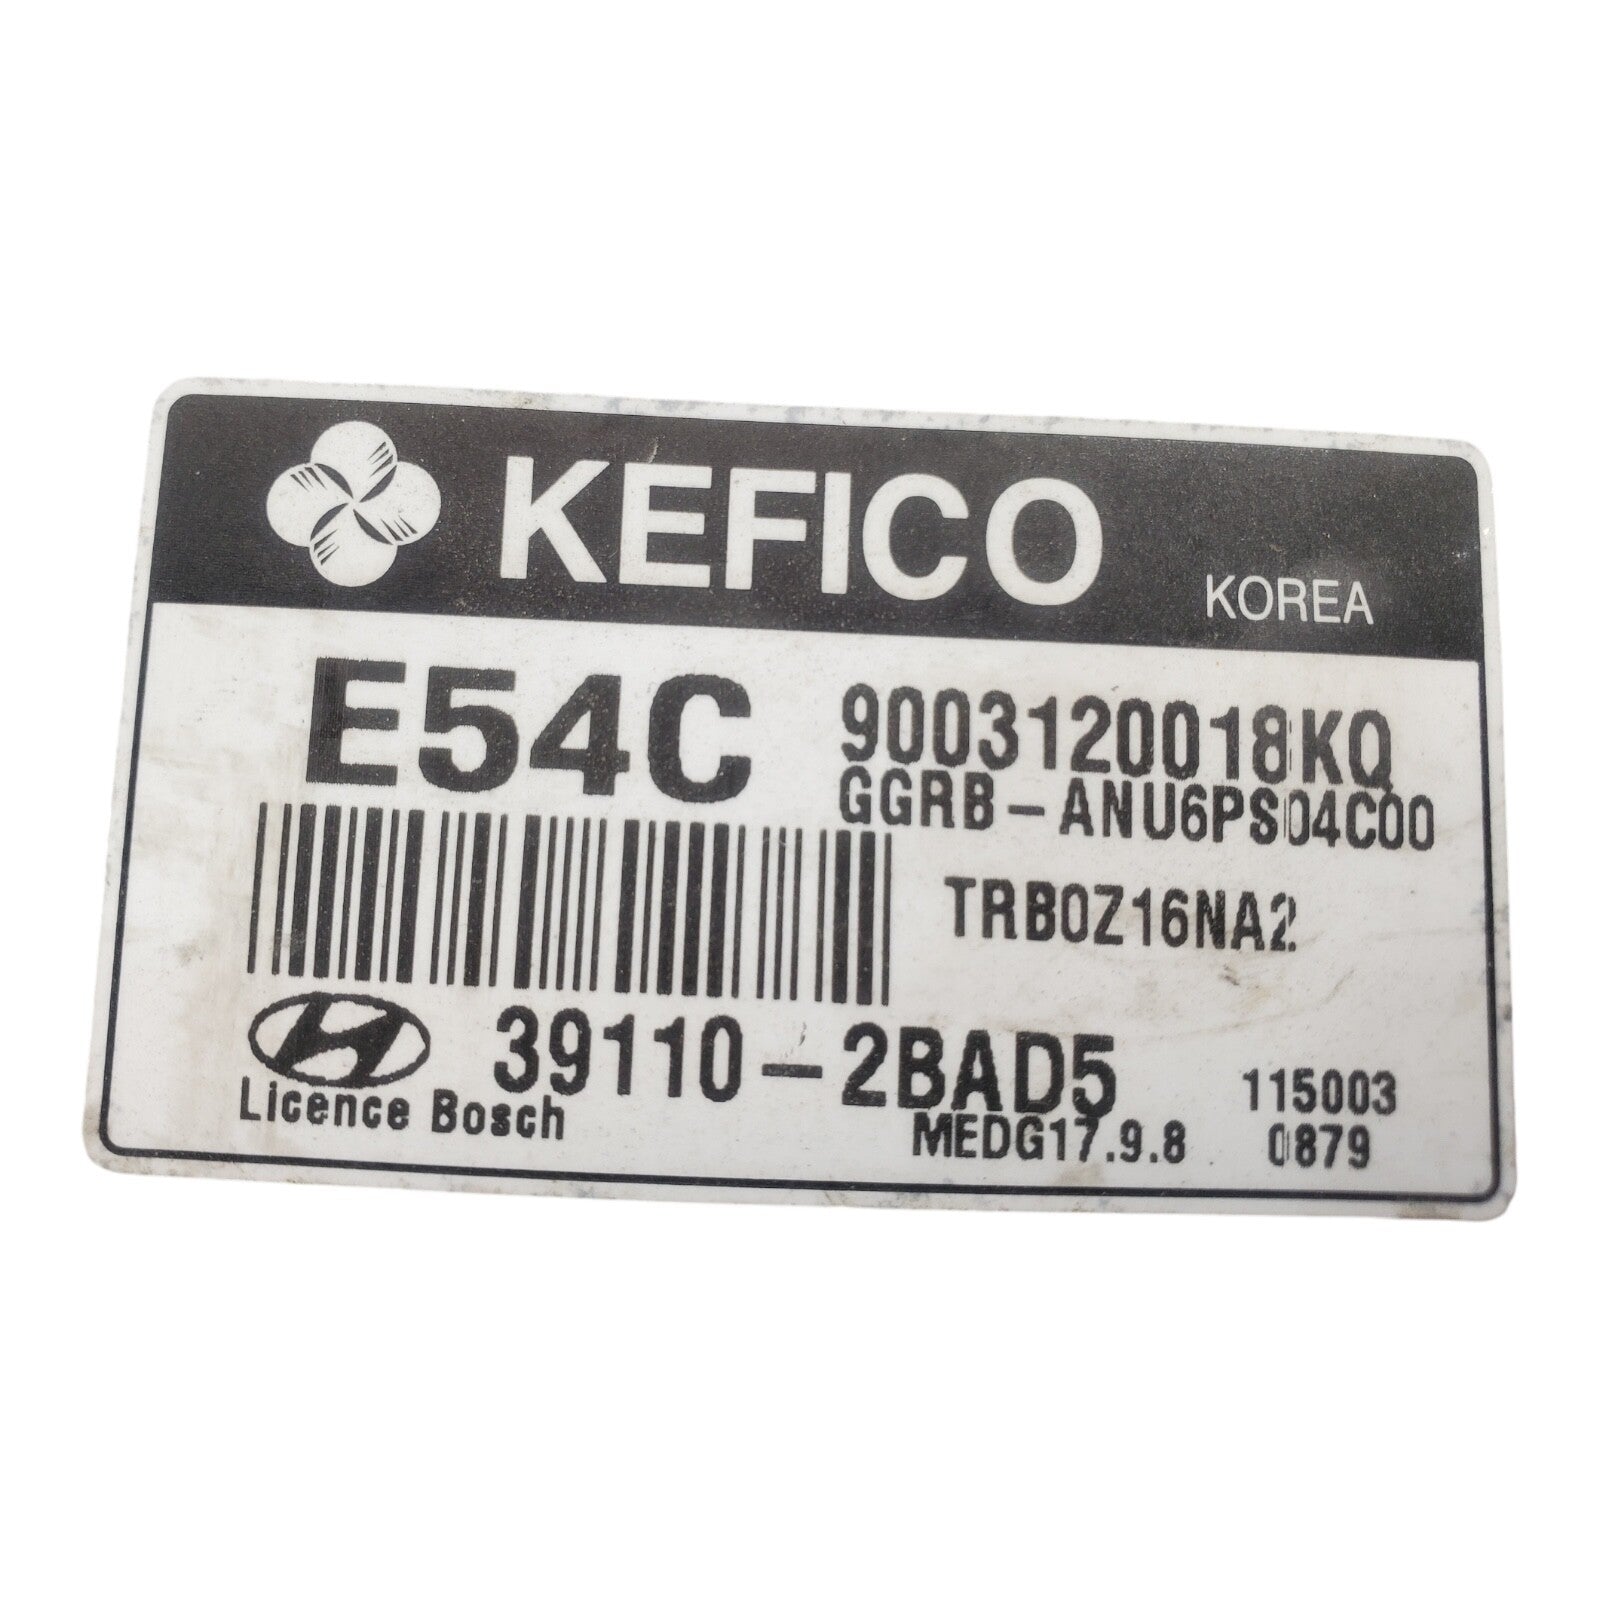 KEFICO KOREA
E54C
9003120018KQ
GGRB-ANU6PS04C00
TRB0Z16NA2
39110-2BAD5
Licence Bosch
MEDG17.9.8
115003
0879